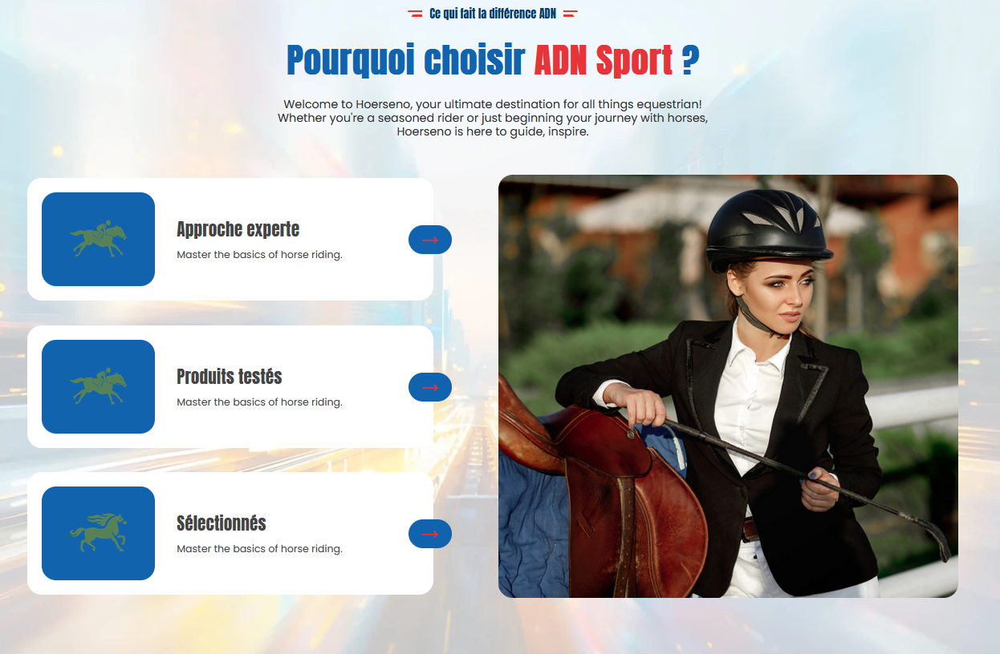 Ce qui fait la différence ADN
Pourquoi choisir ADN Sport ?
Welcome to Hoerseno, your ultimate destination for all things equestrian!
Whether you're a seasoned rider or just beginning your journey with horses,
Hoerseno is here to guide, inspire.
Approche experte
Master the basics of horse riding.
Produits testés
Master the basics of horse riding.
Sélectionnés
Master the basics of horse riding.